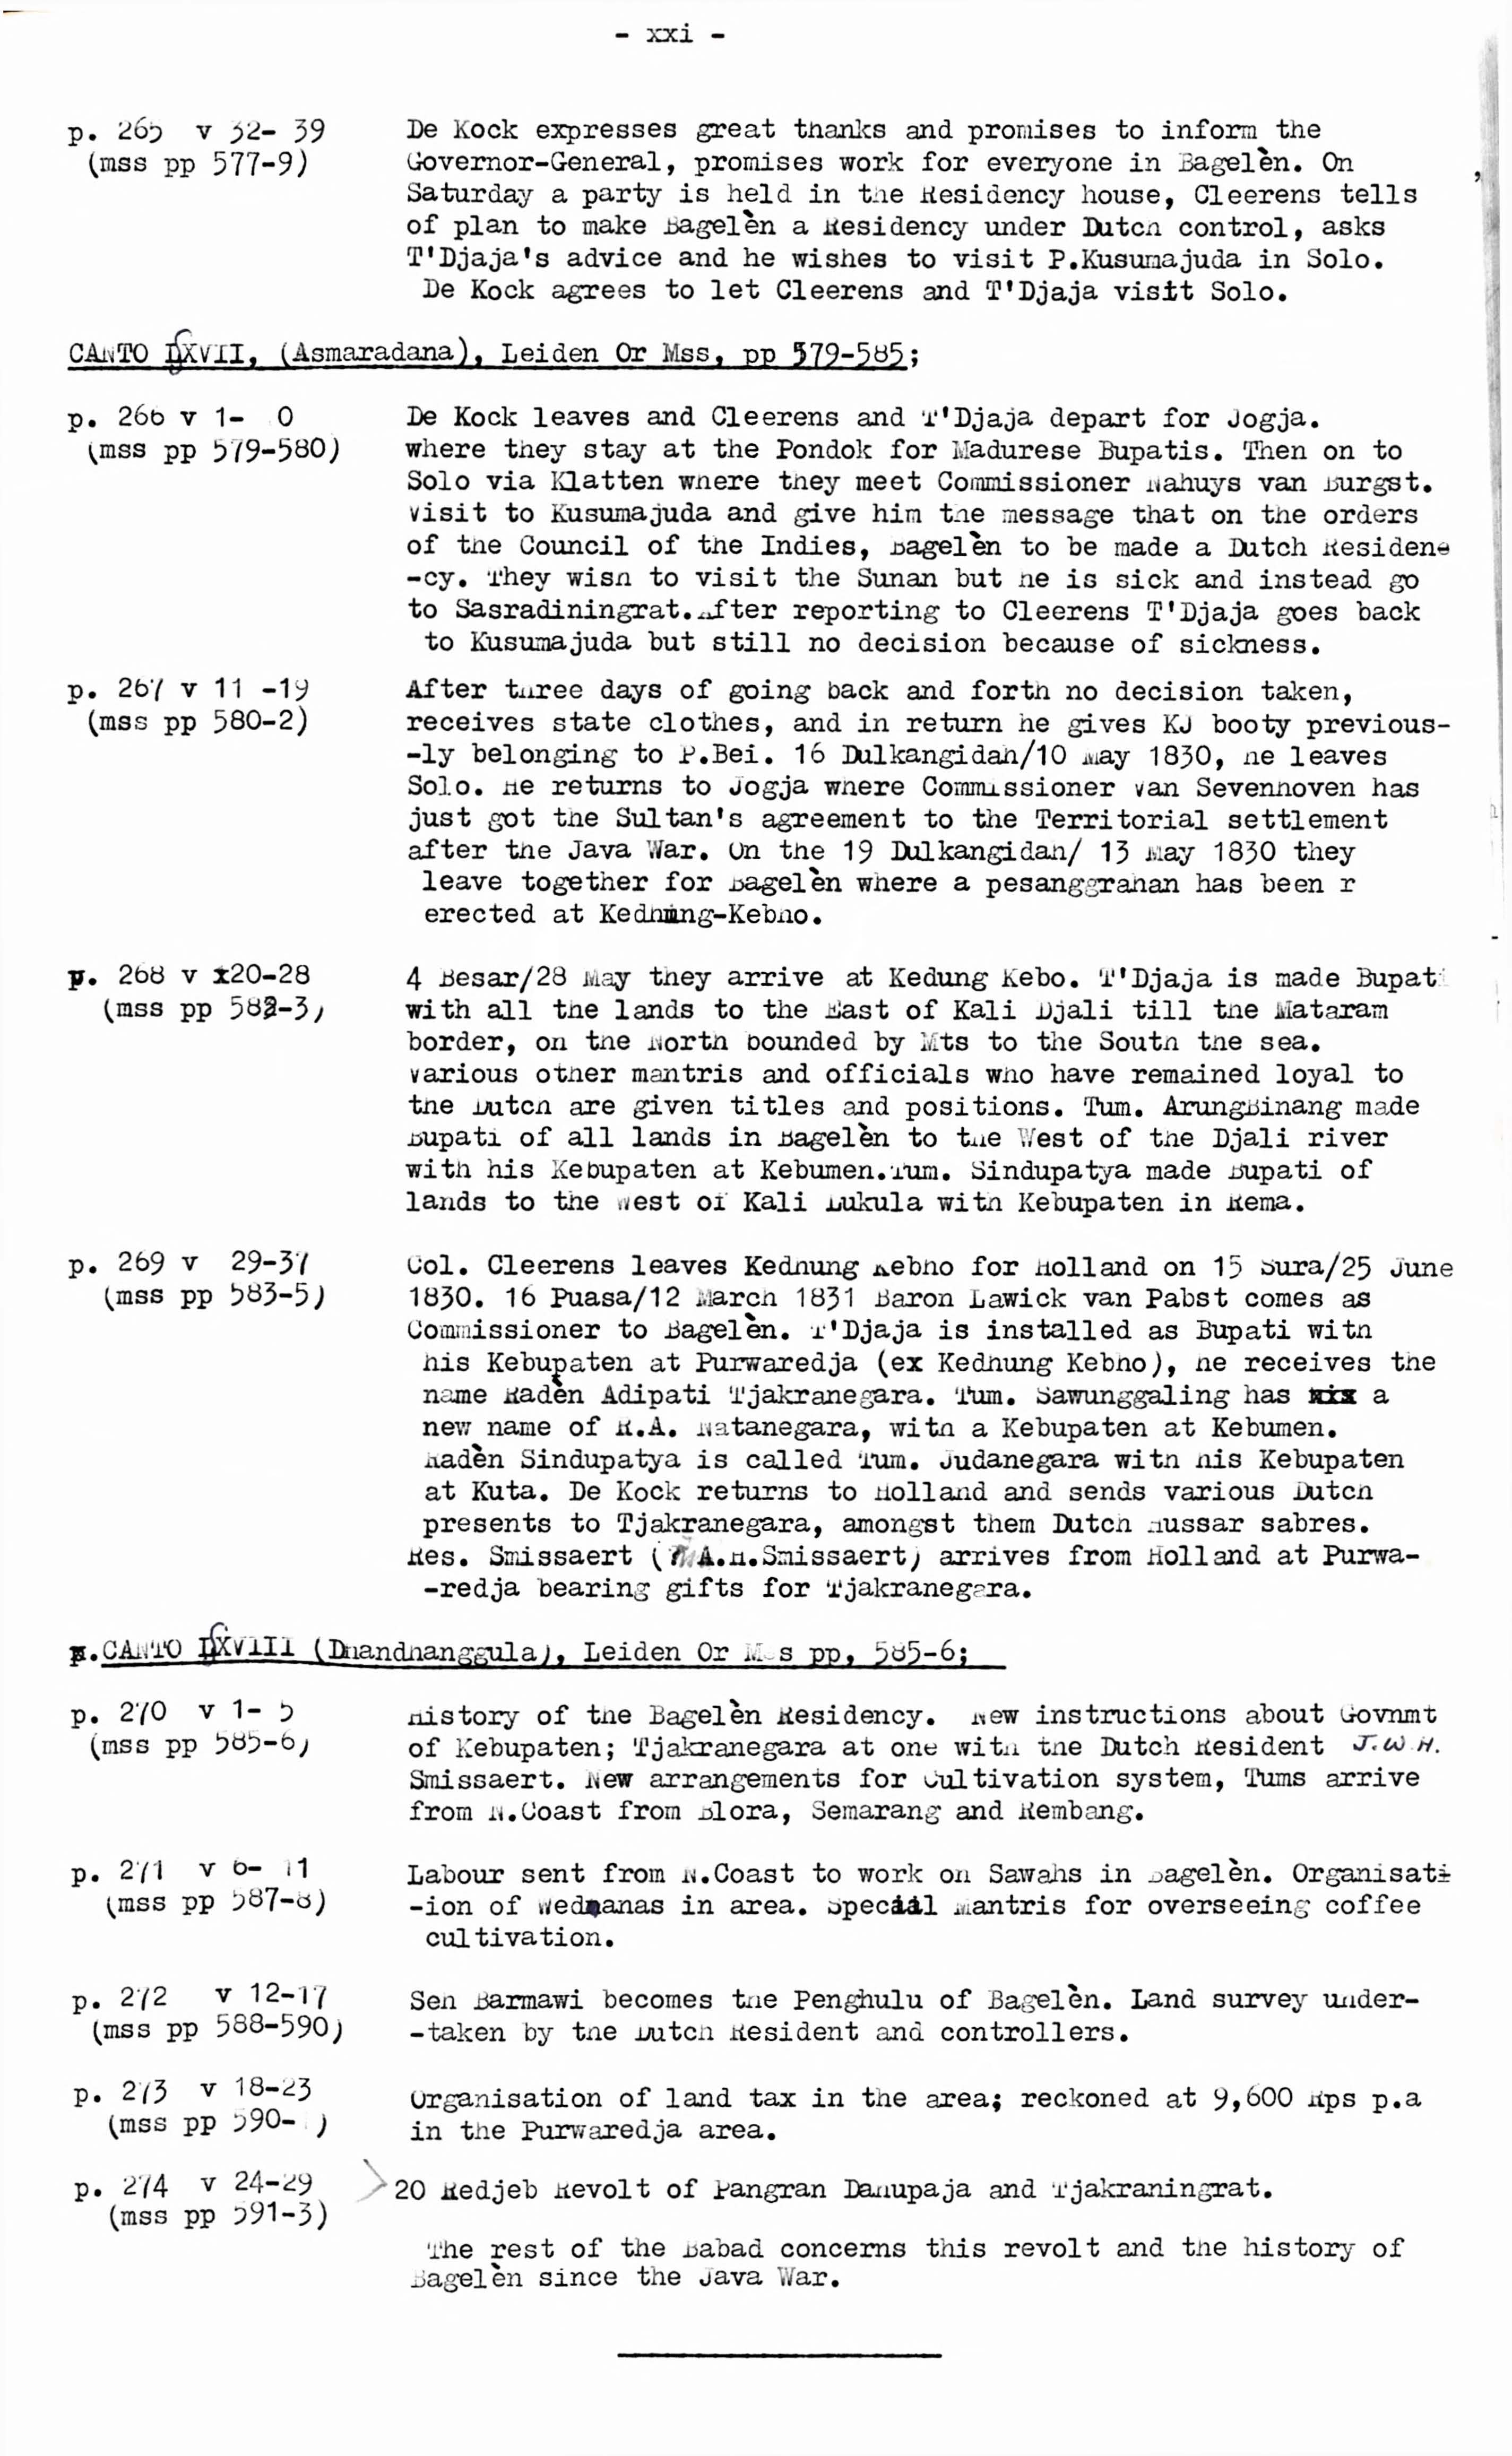 - xxi -
p. 265 v 32- 39 De Kock expresses great thanks and promises to inform the
(mss pp 577-9) Governor-General, promises work for everyone in Bagelèn. On
Saturday a party is held in the Residency house, Cleerens tells
of plan to make Bagelèn a Residency under Dutch control, asks
T'Djaja's advice and he wishes to visit P.Kusumajuda in Solo.
De Kock agrees to let Cleerens and T'Djaja visit Solo.
CANTO XVII, (Asmaradana), Leiden Or Mss, pp 579-585;
p. 266 v 1- 0 De Kock leaves and Cleerens and T'Djaja depart for Jogja.
(mss pp 579-580) where they stay at the Pondok for Madurese Bupatis. Then on to
Solo via Klatten where they meet Commissioner Nahuys van Burgst.
Visit to Kusumajuda and give him the message that on the orders
of the Council of the Indies, Bagelèn to be made a Dutch Residene
-cy. They wish to visit the Sunan but he is sick and instead go
to Sasradiningrat.After reporting to Cleerens T'Djaja goes back
to Kusumajuda but still no decision because of sickness.
p. 267 v 11 -19 After three days of going back and forth no decision taken,
(mss pp 580-2) receives state clothes, and in return he gives KJ booty previous-
-ly belonging to P.Bei. 16 Dulkangidah/10 May 1830, he leaves
Solo. He returns to Jogja where Commissioner van Sevenhoven has
just got the Sultan's agreement to the Territorial settlement
after the Java War. On the 19 Dulkangidah/ 13 May 1830 they
leave together for Bagelèn where a pesanggrahan has been r
erected at Kedhung-Kebho.
p. 268 v 20-28 4 Besar/28 May they arrive at Kedung Kebo. T'Djaja is made Bupati
(mss pp 582-3) with all the lands to the East of Kali Djali till the Mataram
border, on the North bounded by Mts to the South the sea.
Various other mantris and officials who have remained loyal to
the Dutch are given titles and positions. Tum. ArungBinang made
Bupati of all lands in Bagelèn to the West of the Djali river
with his Kebupaten at Kebumen.Tum. Sindupatya made Bupati of
lands to the West of Kali Lukula with Kebupaten in Rema.
p. 269 v 29-37 Col. Cleerens leaves Kedhung Kebho for Holland on 15 Sura/25 June
(mss pp 583-5) 1830. 16 Puasa/12 March 1831 Baron Lawick van Pabst comes as
Commissioner to Bagelèn. T'Djaja is installed as Bupati with
his Kebupaten at Purwaredja (ex Kedhung Kebho), he receives the
name Radèn Adipati Tjakranegara. Tum. Sawunggaling has a
new name of R.A. Natanegara, with a Kebupaten at Kebumen.
Radèn Sindupatya is called Tum. Judanegara with his Kebupaten
at Kuta. De Kock returns to Holland and sends various Dutch
presents to Tjakranegara, amongst them Dutch Hussar sabres.
Res. Smissaert (A.H.Smissaert) arrives from Holland at Purwa-
-redja bearing gifts for Tjakranegara.
CANTO XVIII (Dhandhanggula), Leiden Or Mss pp, 585-6;
p. 270 v 1- 5 History of the Bagelèn Residency. New instructions about Govnmt
(mss pp 585-6) of Kebupaten; Tjakranegara at one with the Dutch Resident J.W.H.
Smissaert. New arrangements for Cultivation system, Tums arrive
from N.Coast from Blora, Semarang and Rembang.
p. 271 v 6- 11 Labour sent from N.Coast to work on Sawahs in Bagelèn. Organisati
(mss pp 587-8) -ion of Wedanas in area. Special Mantris for overseeing coffee
cultivation.
p. 272 v 12-17 Seh Barmawi becomes the Penghulu of Bagelèn. Land survey under-
(mss pp 588-590) -taken by the Dutch Resident and controllers.
p. 273 v 18-23 Organisation of land tax in the area; reckoned at 9,600 Rps p.a
(mss pp 590- ) in the Purwaredja area.
p. 274 v 24-29 20 Redjeb Revolt of Pangran Danupaja and Tjakraningrat.
(mss pp 591-3)
The rest of the Babad concerns this revolt and the history of
Bagelèn since the Java War.